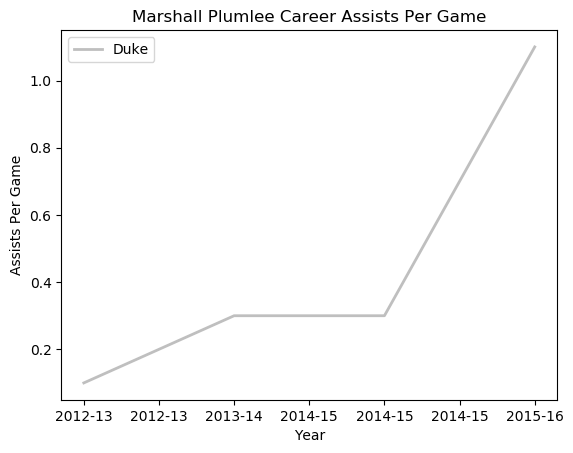 Marshall Plumlee Career Assists Per Game
Duke
Assists Per Game
1.0
0.8
0.6
0.4
0.2
2012-13 2012-13 2013-14 2014-15 2014-15 2014-15 2015-16
Year